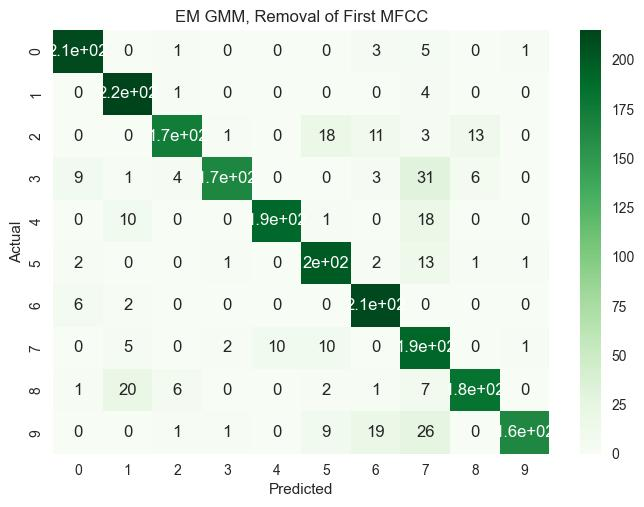 EM GMM, Removal of First MFCC
0 2.1e+02 0 1 0 0 0 3 5 0 1
1 0 2.2e+02 1 0 0 0 0 4 0 0
2 0 0 1.7e+02 1 0 18 11 3 13 0
3 9 1 4 1.7e+02 0 0 3 31 6 0
4 0 10 0 0 1.9e+02 1 0 18 0 0
5 2 0 0 1 0 2e+02 2 13 1 1
6 6 2 0 0 0 0 2.1e+02 0 0 0
7 0 5 0 2 10 10 0 1.9e+02 0 1
8 1 20 6 0 0 2 1 7 1.8e+02 0
9 0 0 1 1 0 9 19 26 0 1.6e+02
0 1 2 3 4 5 6 7 8 9
Predicted
Actual
200
175
150
125
100
75
50
25
0